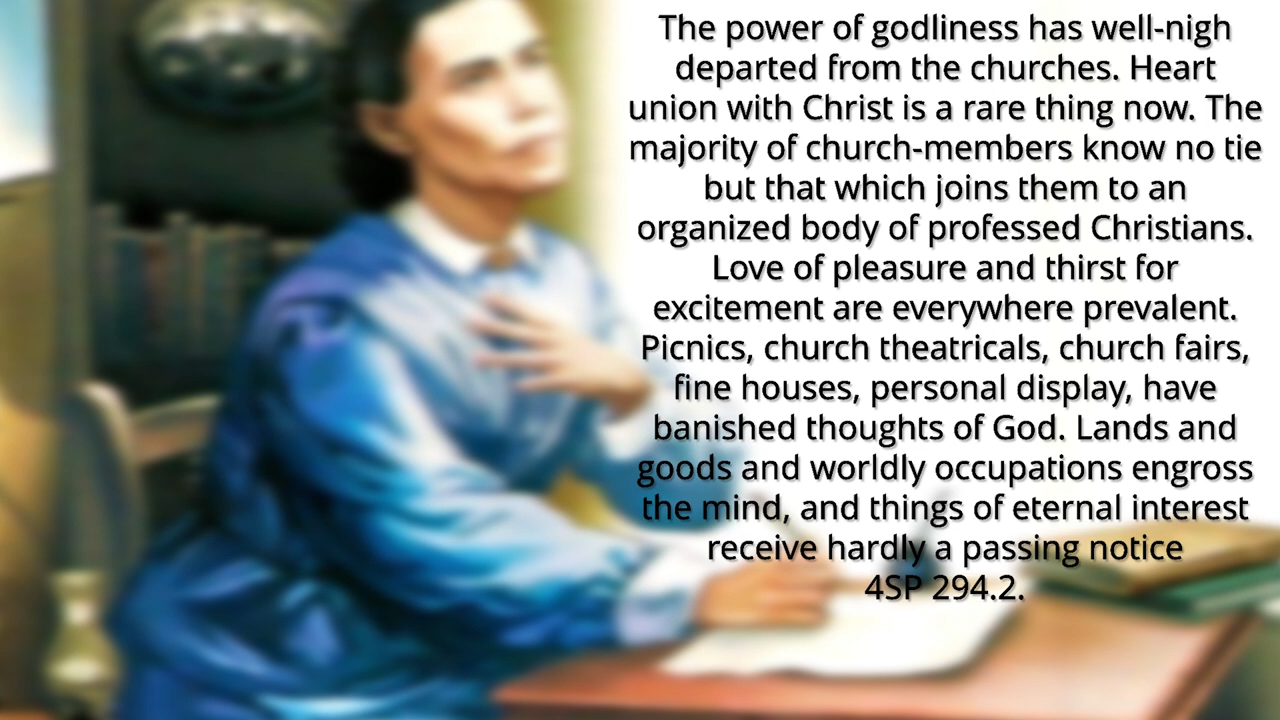 The power of godliness has well-nigh
departed from the churches. Heart
union with Christ is a rare thing now. The
majority of church-members know no tie
but that which joins them to an
organized body of professed Christians.
Love of pleasure and thirst for
excitement are everywhere prevalent.
Picnics, church theatricals, church fairs,
fine houses, personal display, have
banished thoughts of God. Lands and
goods and worldly occupations engross
the mind, and things of eternal interest
receive hardly a passing notice
4SP 294.2.